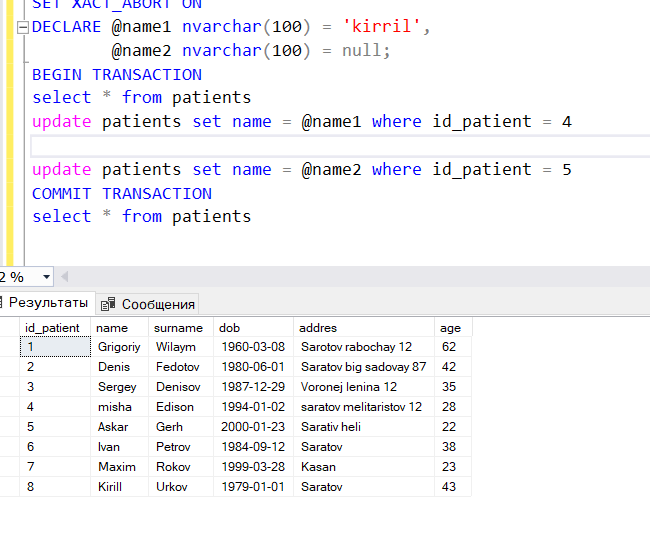 SET XACT_ABORT ON
DECLARE @name1 nvarchar(100) = 'kirril',
@name2 nvarchar(100) = null;
BEGIN TRANSACTION
select * from patients
update patients set name = @name1 where id_patient = 4
update patients set name = @name2 where id_patient = 5
COMMIT TRANSACTION
select * from patients
2 %
Результаты Сообщения
id_patient name surname dob addres age
1 Grigoriy Wilaym 1960-03-08 Sarotov rabochay 12 62
2 Denis Fedotov 1980-06-01 Saratov big sadovay 87 42
3 Sergey Denisov 1987-12-29 Voronej lenina 12 35
4 misha Edison 1994-01-02 saratov melitaristov 12 28
5 Askar Gerh 2000-01-23 Sarativ heli 22
6 Ivan Petrov 1984-09-12 Saratov 38
7 Maxim Rokov 1999-03-28 Kasan 23
8 Kirill Urkov 1979-01-01 Saratov 43